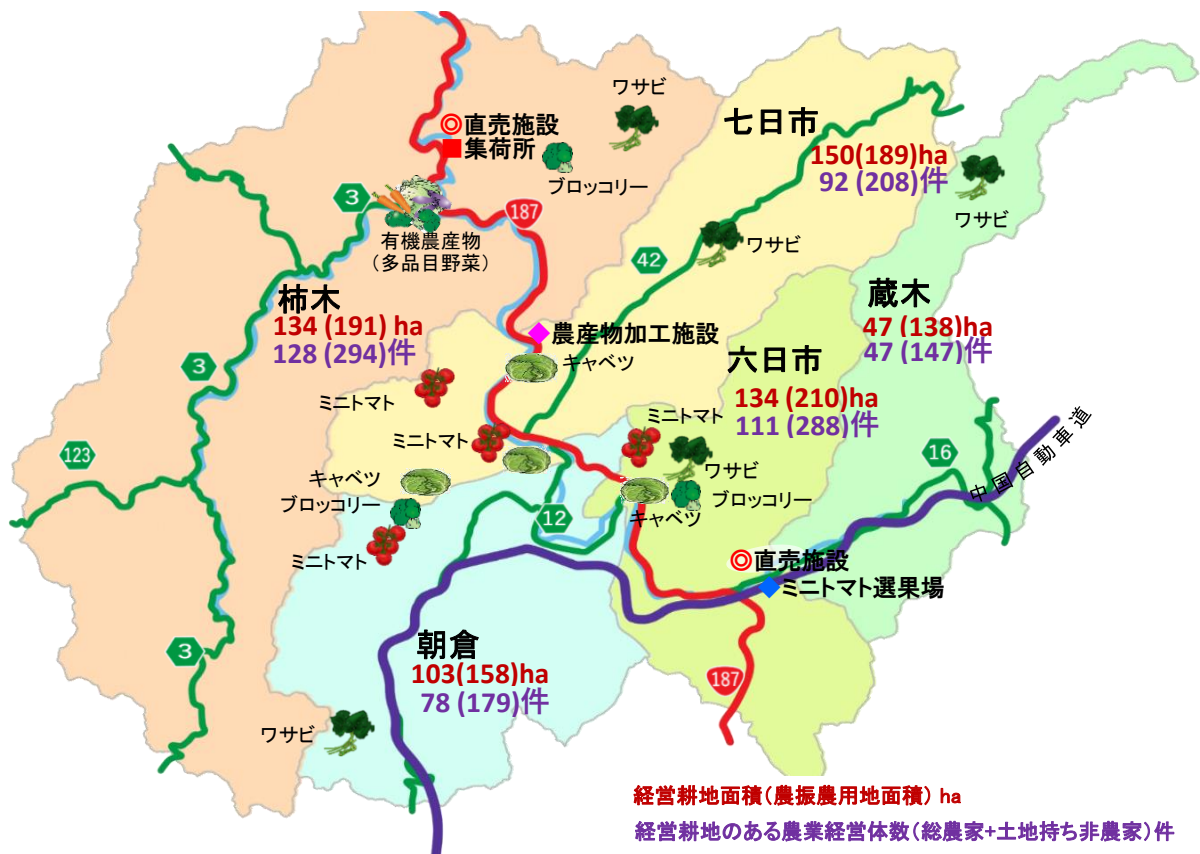 ワサビ
◎直売施設
■集荷所
ブロッコリー
3
187
有機農産物
(多品目野菜)
柿木
134 (191) ha
128 (294)件
3
123
3
七日市
150(189)ha
92 (208)件
ワサビ
42
ワサビ
蔵木
47 (138)ha
47 (147)件
◆農産物加工施設
キャベツ
六日市
134 (210)ha
111 (288)件
ミニトマト
ミニトマト
ミニトマト
ワサビ
ブロッコリー
キャベツ
キャベツ
ブロッコリー
ミニトマト
12
16
中国自動車道
◎直売施設
◆ミニトマト選果場
朝倉
103(158)ha
78 (179)件
187
ワサビ
経営耕地面積(農振農用地面積) ha
経営耕地のある農業経営体数(総農家+土地持ち非農家)件